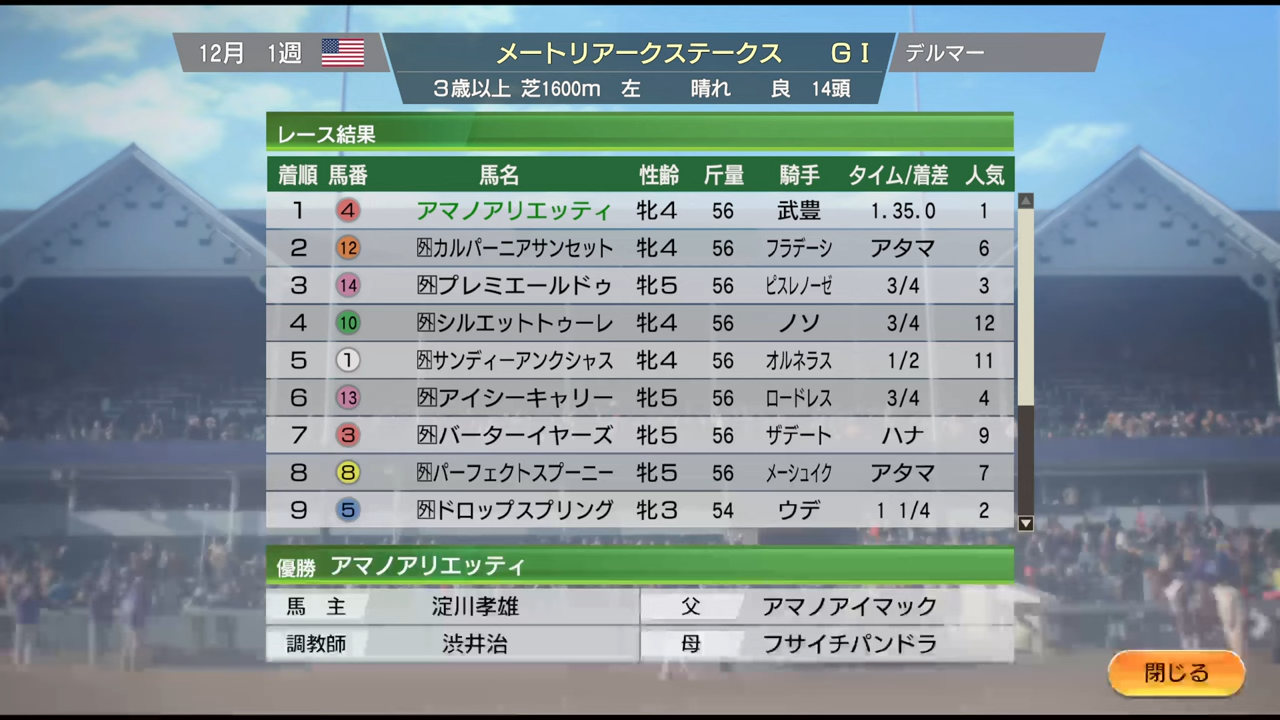 12月 1週 メートリアークステークス GⅠ デルマー
3歳以上 芝1600m 左 晴れ 良 14頭
レース結果
着順 馬番 馬名 性齢 斤量 騎手 タイム/着差 人気
1 4 アマノアリエッティ 牝4 56 武豊 1.35.0 1
2 12 外カルパーニアサンセット 牝4 56 フラデーシ アタマ 6
3 14 外プレミエールドゥ 牝5 56 ピスレノーゼ 3/4 3
4 10 外シルエットトゥーレ 牝4 56 ノソ 3/4 12
5 1 外サンディーアンクシャス 牝4 56 オルネラス 1/2 11
6 13 外アイシーキャリー 牝5 56 ロードレス 3/4 4
7 3 外バーターイヤーズ 牝5 56 ザデート ハナ 9
8 8 外パーフェクトスプーニー 牝5 56 メーシュイク アタマ 7
9 5 外ドロップスプリング 牝3 54 ウデ 1 1/4 2
優勝 アマノアリエッティ
馬主 淀川孝雄 父 アマノアイマック
調教師 渋井治 母 フサイチパンドラ
閉じる